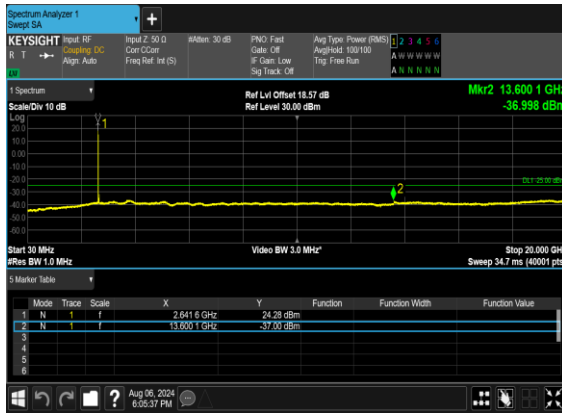 Spectrum Analyzer 1
Swept SA
+
KEYSIGHT Input: RF Input Z: 50 Ω #Atten: 30 dB PNO: Fast Avg Type: Power (RMS) 1 2 3 4 5 6
R T Coupling: DC Corr CCorr Gate: Off Avg|Hold: 100/100 A W W W W W
Align: Auto Freq Ref: Int (S) IF Gain: Low Trig: Free Run
LXI Sig Track: Off A N N N N N
1 Spectrum Ref Lvl Offset 18.57 dB Mkr2 13.600 1 GHz
Scale/Div 10 dB Ref Level 30.00 dBm -36.998 dBm
Log
20.0
1
10.0
0.00
-10.0
-20.0
DL1 -25.00 dBm
-30.0
2
-40.0
-50.0
-60.0
Start 30 MHz Video BW 3.0 MHz* Stop 20.000 GHz
#Res BW 1.0 MHz Sweep 34.7 ms (40001 pts)
5 Marker Table
Mode Trace Scale X Y Function Function Width Function Value
1 N 1 f 2.641 6 GHz 24.28 dBm
2 N 1 f 13.600 1 GHz -37.00 dBm
3
4
5
6
? Aug 06, 2024
6:05:37 PM